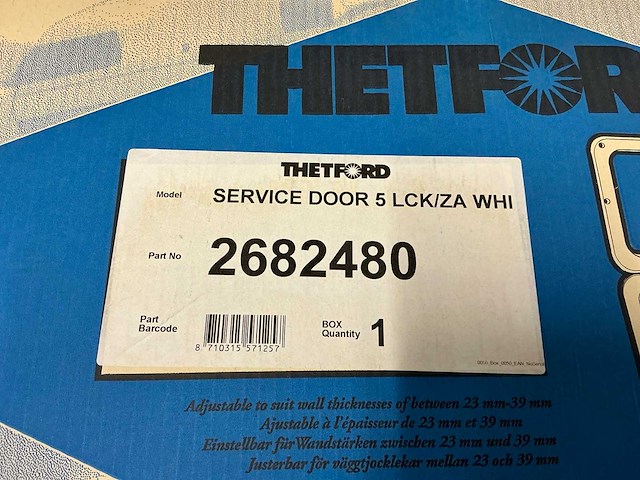 THETFOR
THETFORD
Model SERVICE DOOR 5 LCK/ZA WHI
Part No 2682480
Part Barcode 8 710315 571257
BOX Quantity 1
Adjustable to suit wall thicknesses of between 23 mm-39 mm
Ajustable à l'épaisseur de 23 mm et 39 mm
Einstellbar für Wandstärken zwischen 23 mm und 39 mm
Justerbar för väggtjocklekar mellan 23 och 39 mm